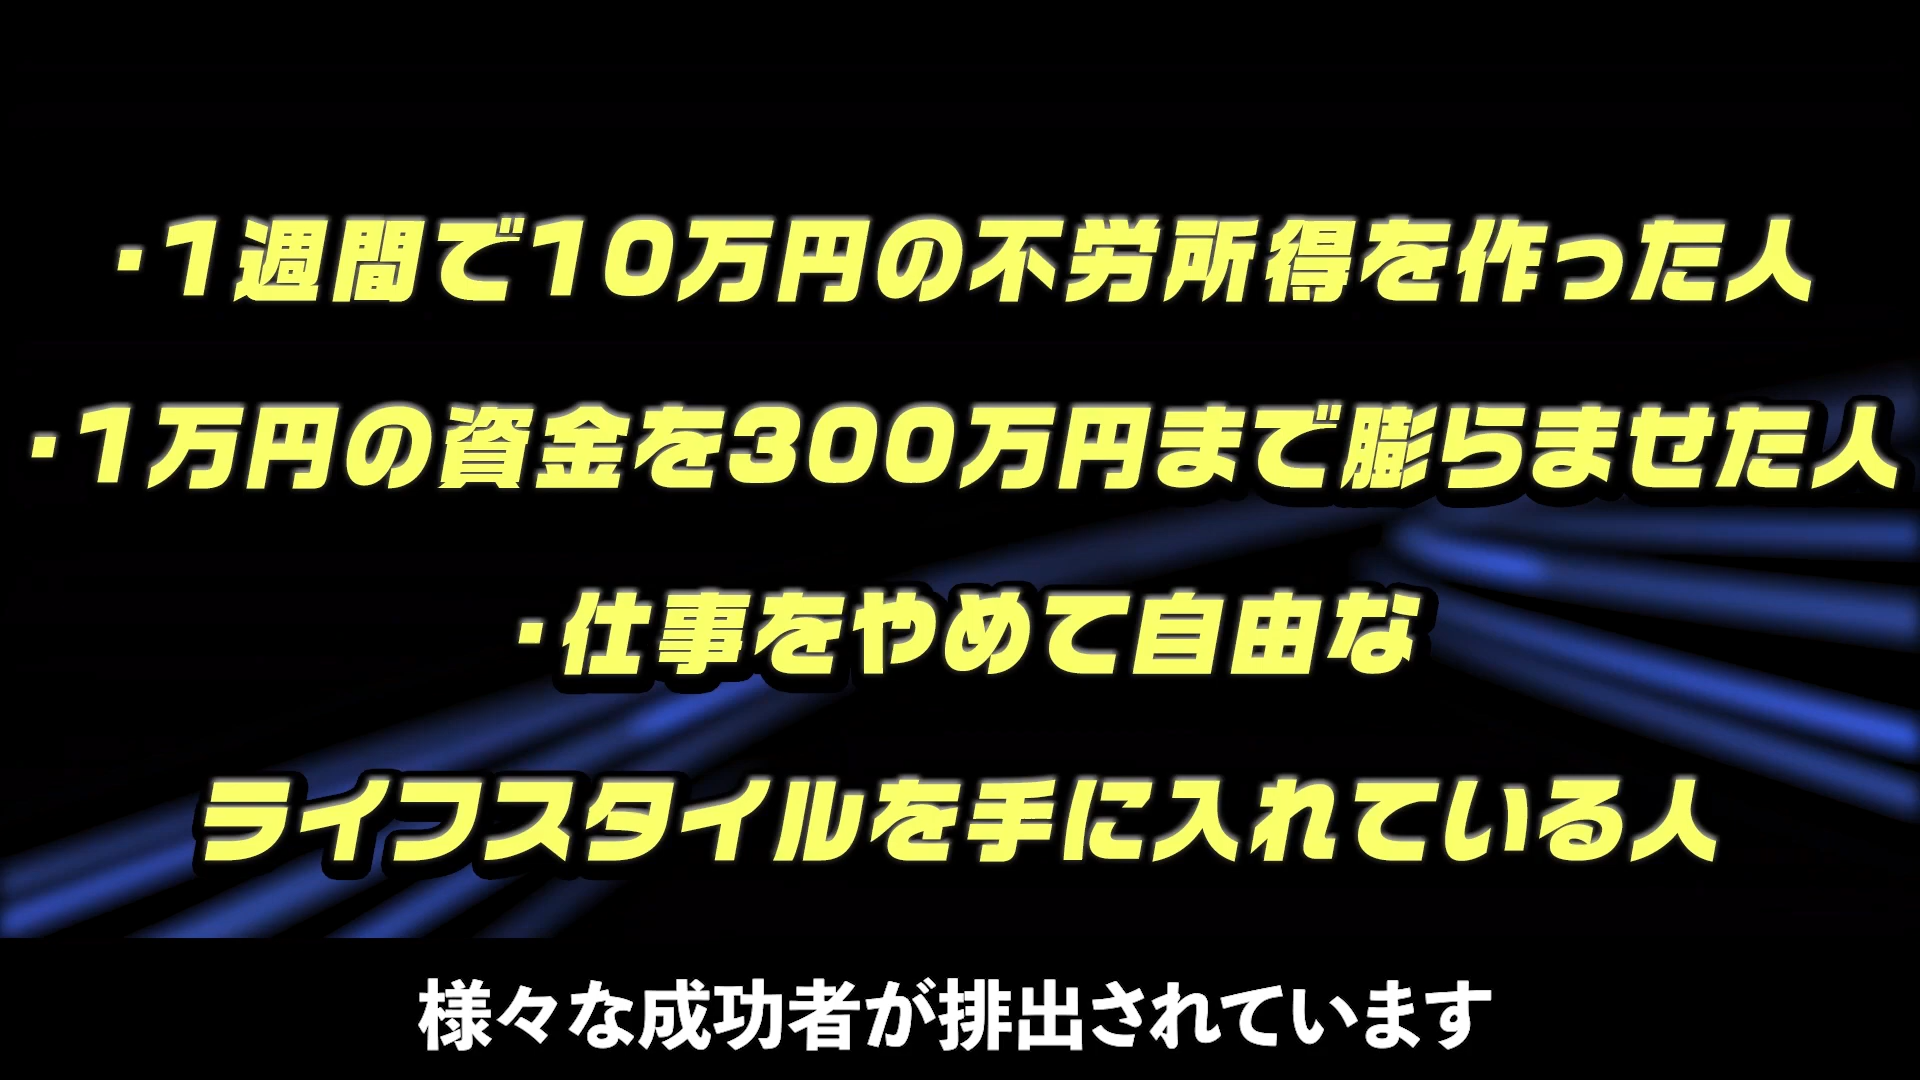 ・1週間で10万円の不労所得を作った人
・1万円の資金を300万円まで膨らませた人
・仕事をやめて自由な
ライフスタイルを手に入れている人
様々な成功者が排出されています